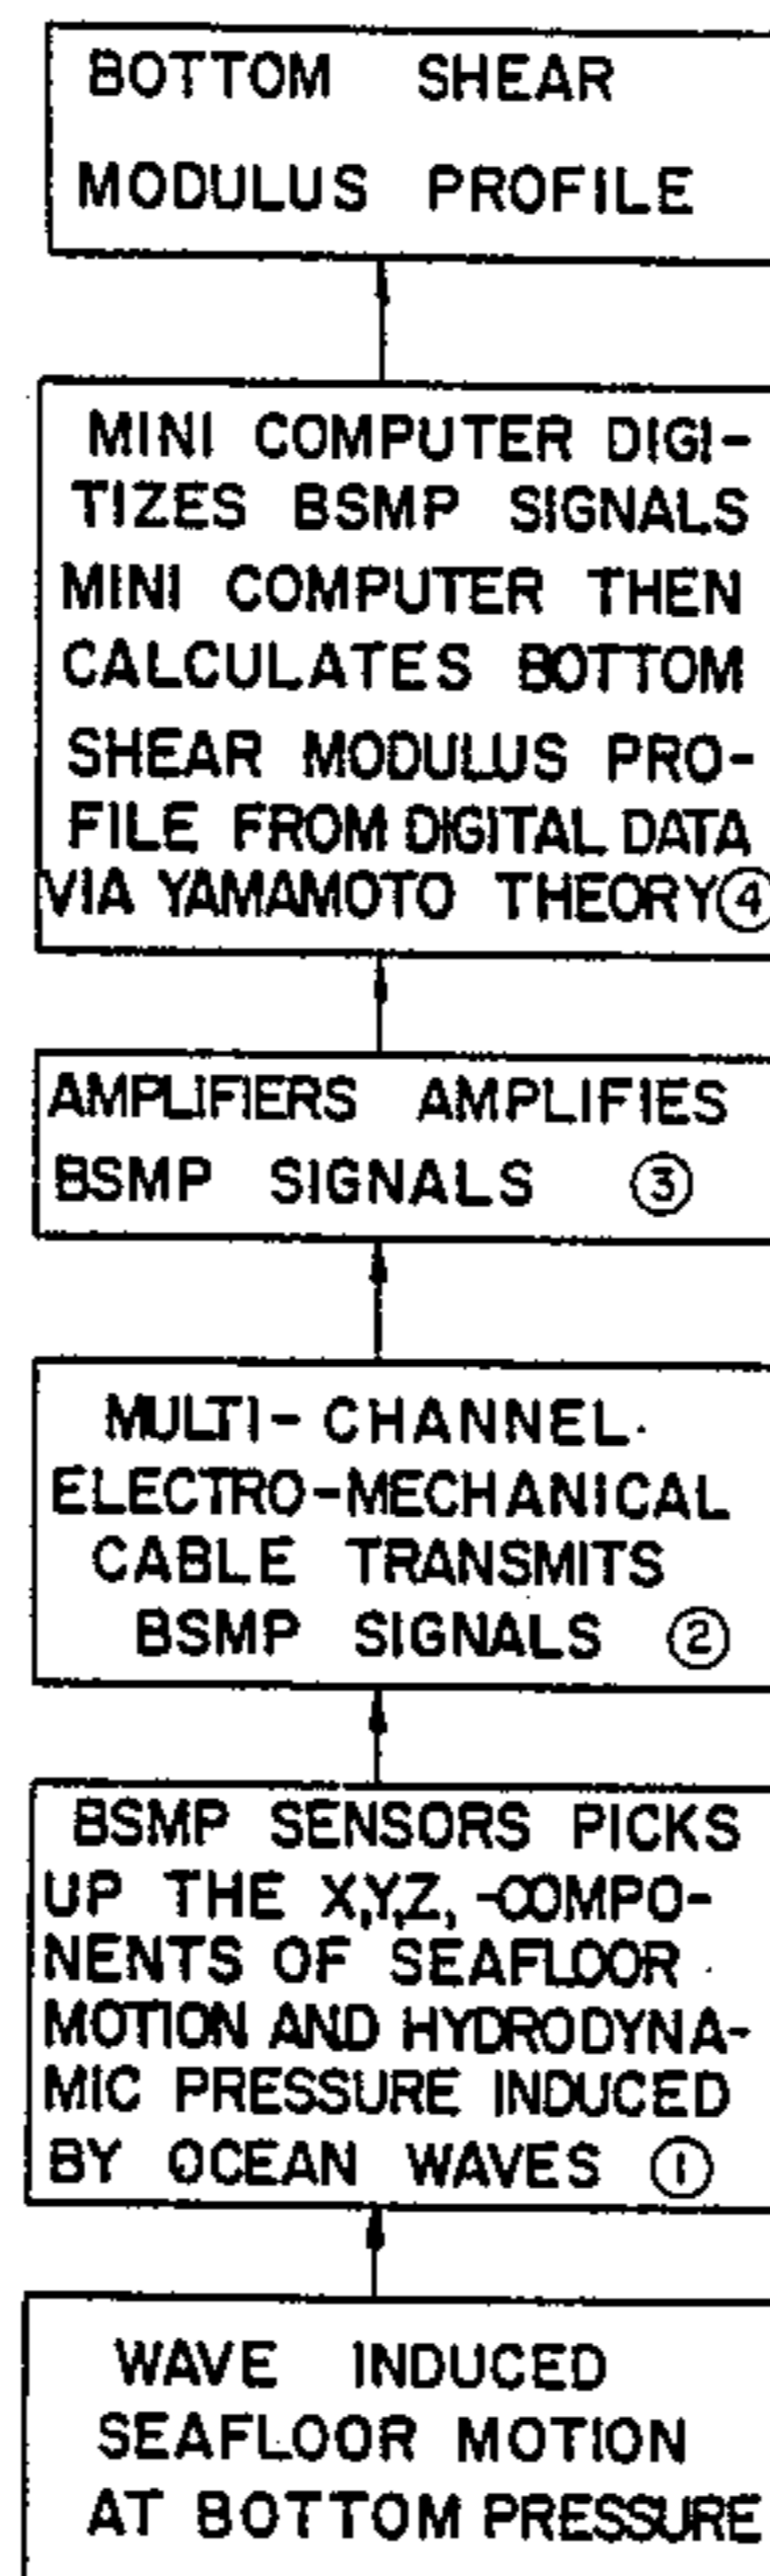 BOTTOM SHEAR
MODULUS PROFILE
MINI COMPUTER DIGI-
TIZES BSMP SIGNALS
MINI COMPUTER THEN
CALCULATES BOTTOM
SHEAR MODULUS PRO-
FILE FROM DIGITAL DATA
VIA YAMAMOTO THEORY ④
AMPLIFIERS AMPLIFIES
BSMP SIGNALS ③
MULTI-CHANNEL
ELECTRO-MECHANICAL
CABLE TRANSMITS
BSMP SIGNALS ②
BSMP SENSORS PICKS
UP THE X,Y,Z, -COMPO-
NENTS OF SEAFLOOR
MOTION AND HYDRODYNA-
MIC PRESSURE INDUCED
BY OCEAN WAVES ①
WAVE INDUCED
SEAFLOOR MOTION
AT BOTTOM PRESSURE